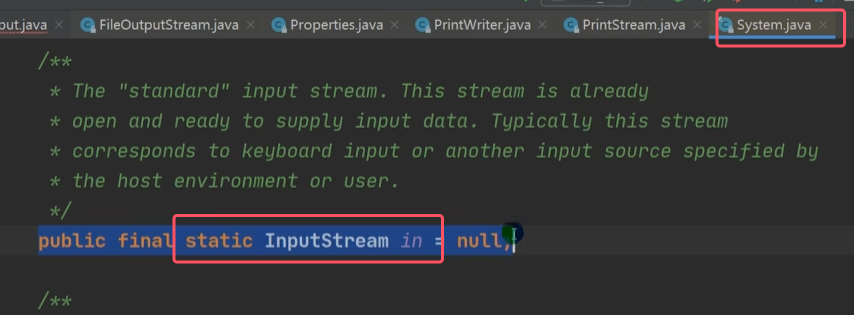 put.java FileOutputStream.java Properties.java PrintWriter.java PrintStream.java System.java
/**
* The "standard" input stream. This stream is already
* open and ready to supply input data. Typically this stream
* corresponds to keyboard input or another input source specified by
* the host environment or user.
*/
public final static InputStream in = null;
/**